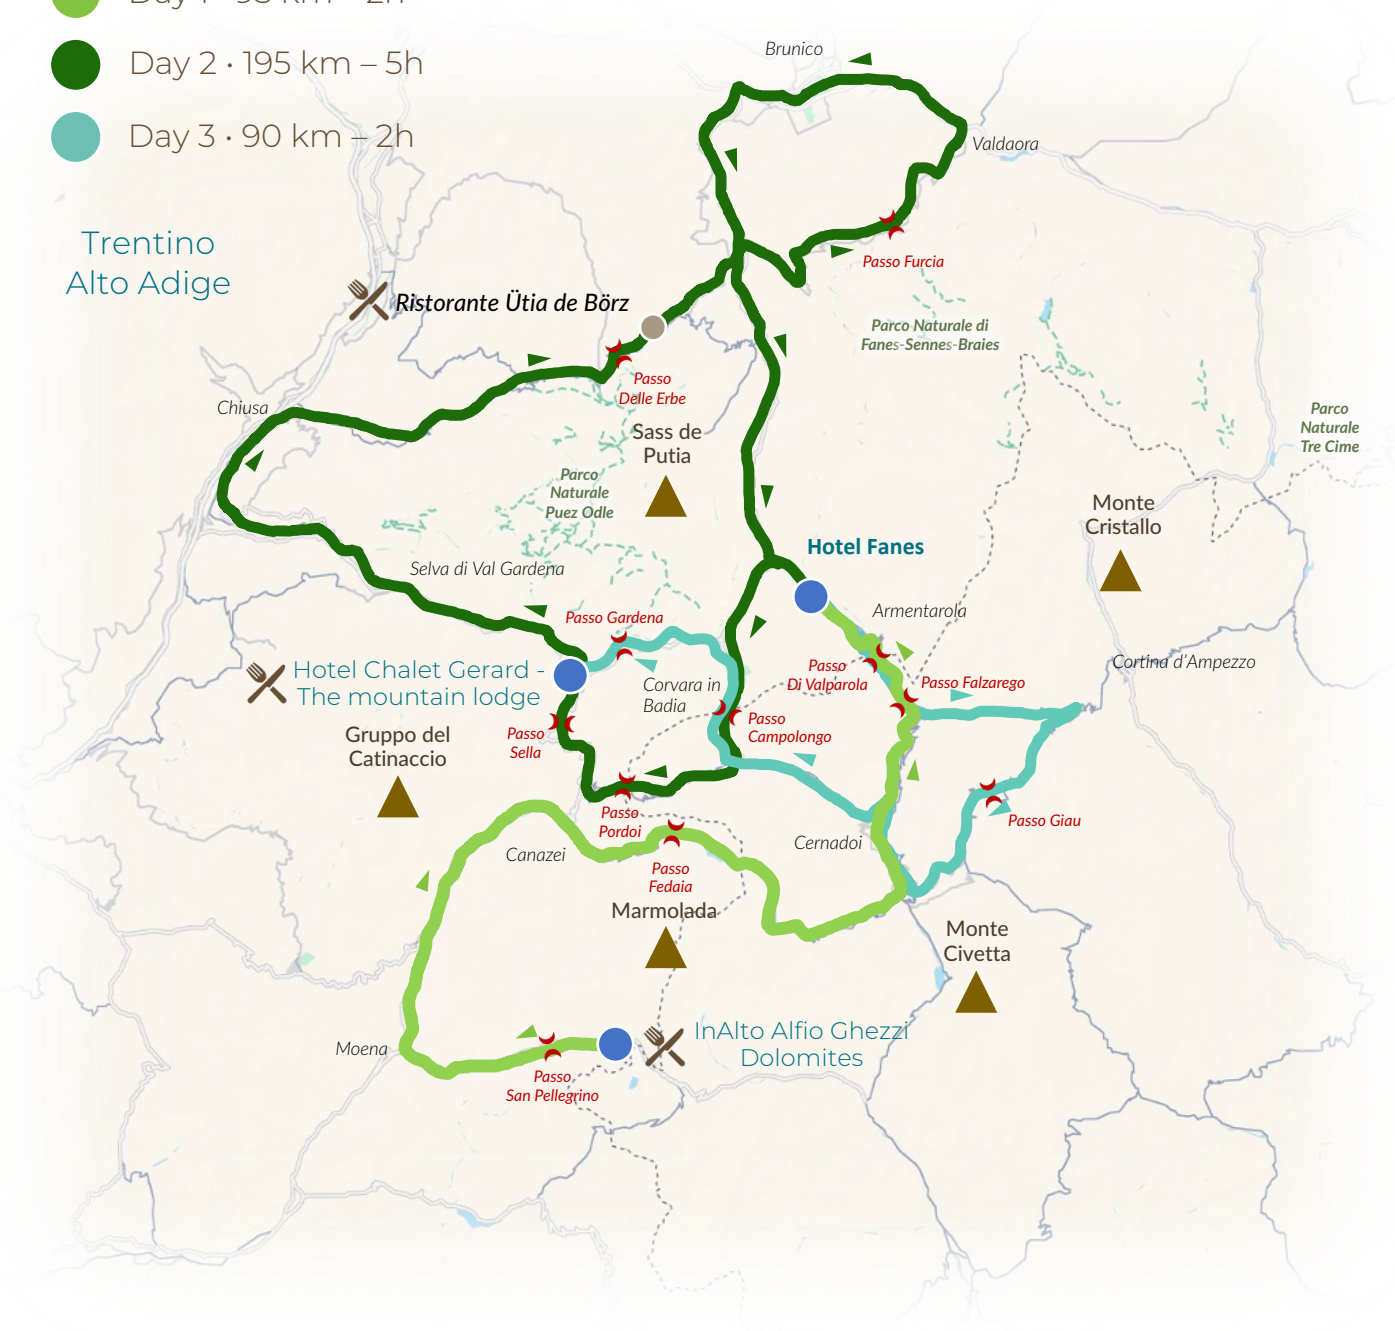 Day 2 • 195 km – 5h
Day 3 • 90 km – 2h
Trentino
Alto Adige
Brunico
Valdaora
Passo Furcia
Ristorante Ütia de Börz
Parco Naturale di
Fanes-Sennes-Braies
Passo
Delle Erbe
Chiusa
Parco
Naturale
Tre Cime
Sass de
Putia
Parco
Naturale
Puez Odle
Monte
Cristallo
Hotel Fanes
Selva di Val Gardena
Armentarola
Passo Gardena
Hotel Chalet Gerard -
The mountain lodge
Corvara in
Badia
Passo
Di Valparola
Passo Falzarego
Cortina d'Ampezzo
Passo
Campolongo
Passo
Sella
Gruppo del
Catinaccio
Passo
Pordoi
Passo Giau
Cernadoi
Canazei
Passo
Fedaia
Marmolada
Monte
Civetta
InAlto Alfio Ghezzi
Dolomites
Moena
Passo
San Pellegrino